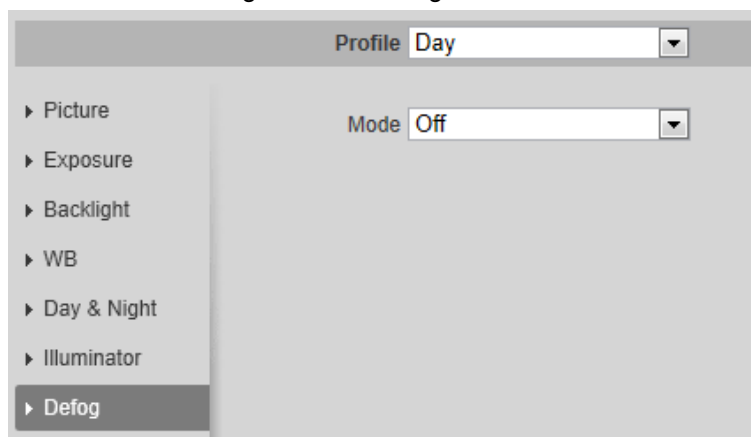 Profile Day
Picture
Mode Off
Exposure
Backlight
WB
Day & Night
Illuminator
Defog